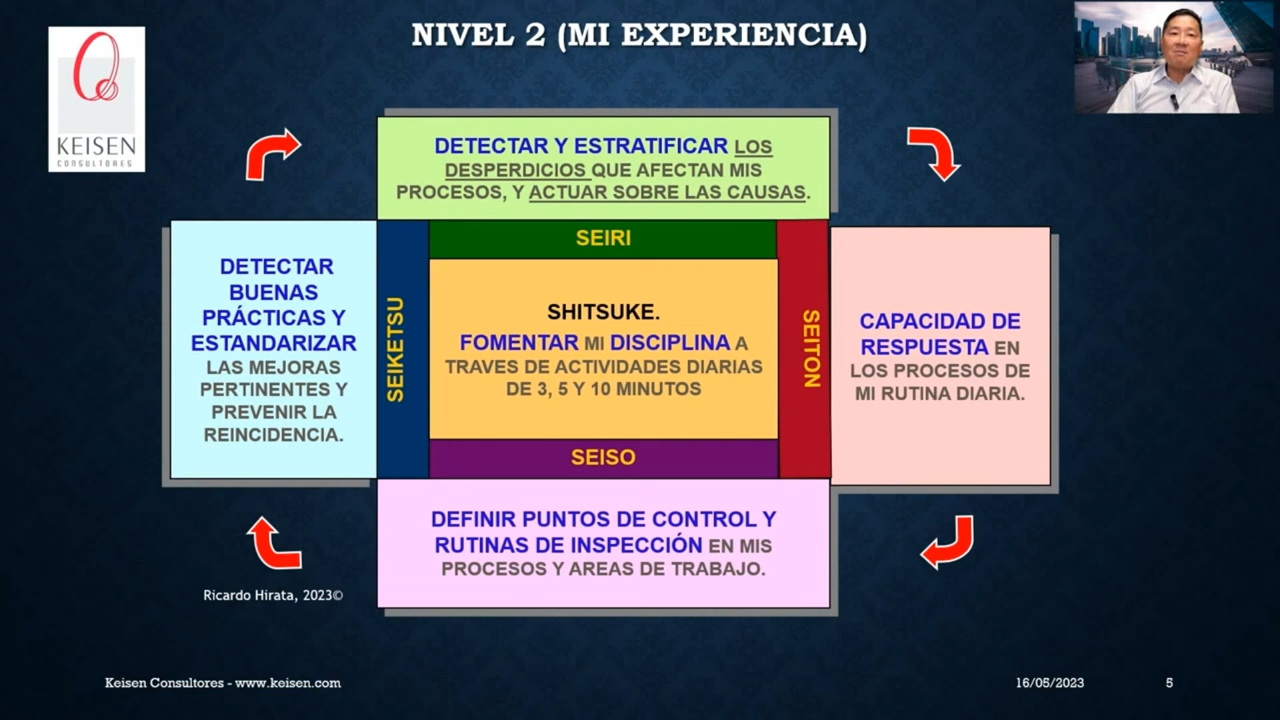 NIVEL 2 (MI EXPERIENCIA)
KEISEN
CONSULTORES
DETECTAR Y ESTRATIFICAR LOS
DESPERDICIOS QUE AFECTAN MIS
PROCESOS, Y ACTUAR SOBRE LAS CAUSAS.
DETECTAR
BUENAS
PRÁCTICAS Y
ESTANDARIZAR
LAS MEJORAS
PERTINENTES Y
PREVENIR LA
REINCIDENCIA.
SEIKETSU
SEIRI
SHITSUKE.
FOMENTAR MI DISCIPLINA A
TRAVES DE ACTIVIDADES DIARIAS
DE 3, 5 Y 10 MINUTOS
SEISO
SEITON
CAPACIDAD DE
RESPUESTA EN
LOS PROCESOS DE
MI RUTINA DIARIA.
DEFINIR PUNTOS DE CONTROL Y
RUTINAS DE INSPECCIÓN EN MIS
PROCESOS Y AREAS DE TRABAJO.
Ricardo Hirata, 2023©
Keisen Consultores - www.keisen.com
16/05/2023
5